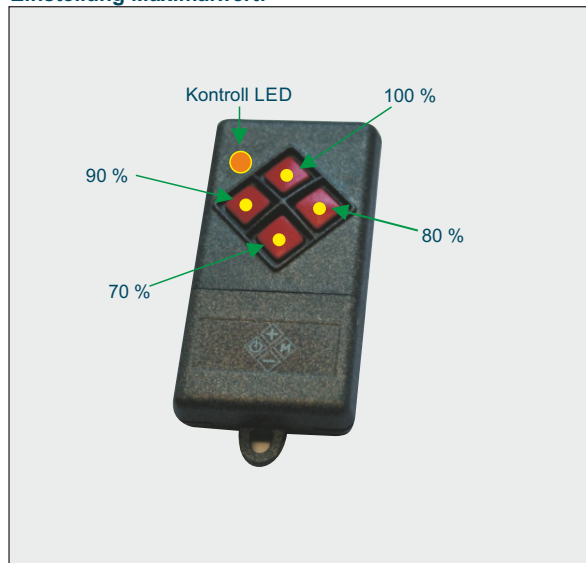 Einstellung Maximalwert:
Kontroll LED
100 %
90 %
80 %
70 %
+
M
−